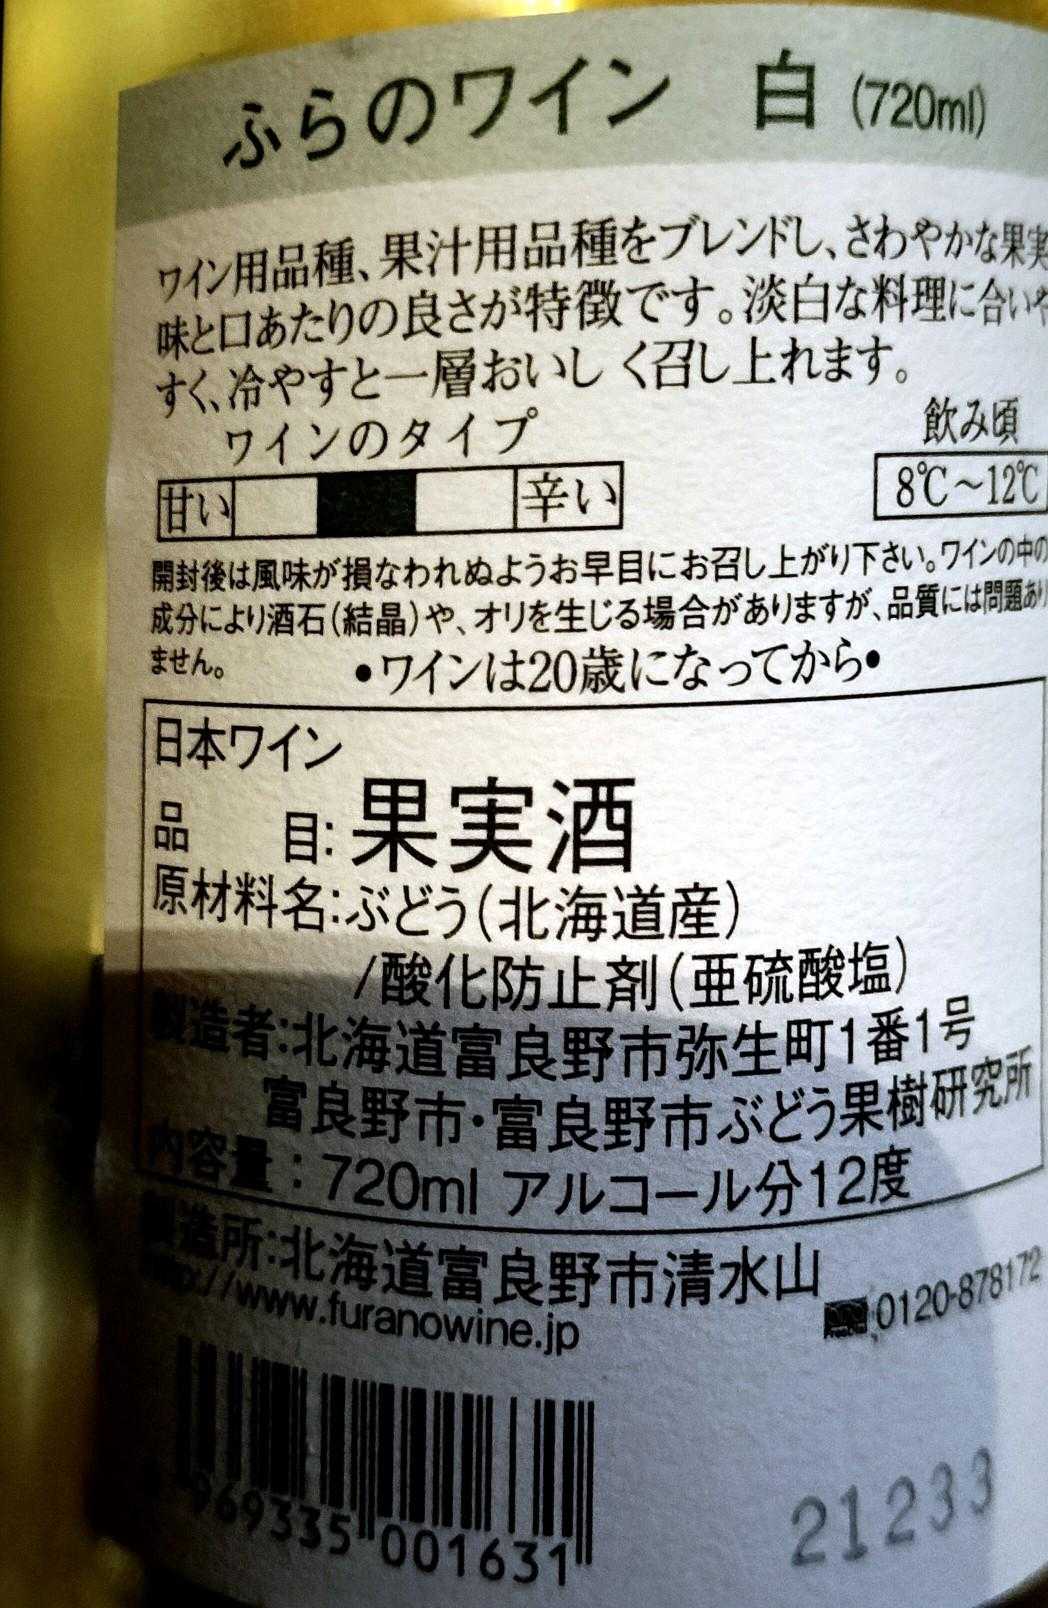 ふらのワイン 白 (720ml)
ワイン用品種、果汁用品種をブレンドし、さわやかな果実
味と口あたりの良さが特徴です。淡白な料理に合いや
すく、冷やすと一層おいしく召し上れます。
ワインのタイプ
飲み頃
甘い 辛い
8℃~12℃
開封後は風味が損なわれぬようお早目にお召し上がり下さい。ワインの中の
成分により酒石(結晶)や、オリを生じる場合がありますが、品質には問題あり
ません。
•ワインは20歳になってから•
日本ワイン
品 目:果実酒
原材料名:ぶどう(北海道産)
/酸化防止剤(亜硫酸塩)
製造者:北海道富良野市弥生町1番1号
富良野市・富良野市ぶどう果樹研究所
内容量:720ml アルコール分12度
製造所:北海道富良野市清水山
http://www.furanowine.jp
0120-878172
969335 001631
21233